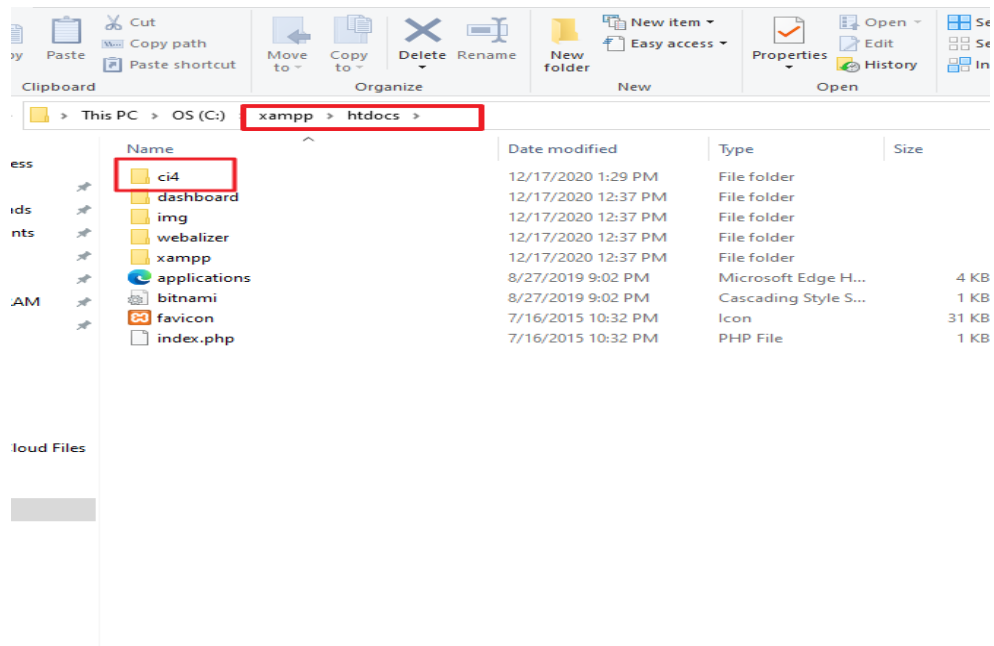 Cut
Copy path
Paste shortcut
Paste
Clipboard
Move to
Copy to
Delete
Rename
Organize
New folder
New item
Easy access
New
Properties
Open
Edit
History
Open
This PC > OS (C:) xampp > htdocs >
Name Date modified Type Size
ci4 12/17/2020 1:29 PM File folder
dashboard 12/17/2020 12:37 PM File folder
img 12/17/2020 12:37 PM File folder
webalizer 12/17/2020 12:37 PM File folder
xampp 12/17/2020 12:37 PM File folder
applications 8/27/2019 9:02 PM Microsoft Edge H... 4 KB
bitnami 8/27/2019 9:02 PM Cascading Style S... 1 KB
favicon 7/16/2015 10:32 PM Icon 31 KB
index.php 7/16/2015 10:32 PM PHP File 1 KB
Files